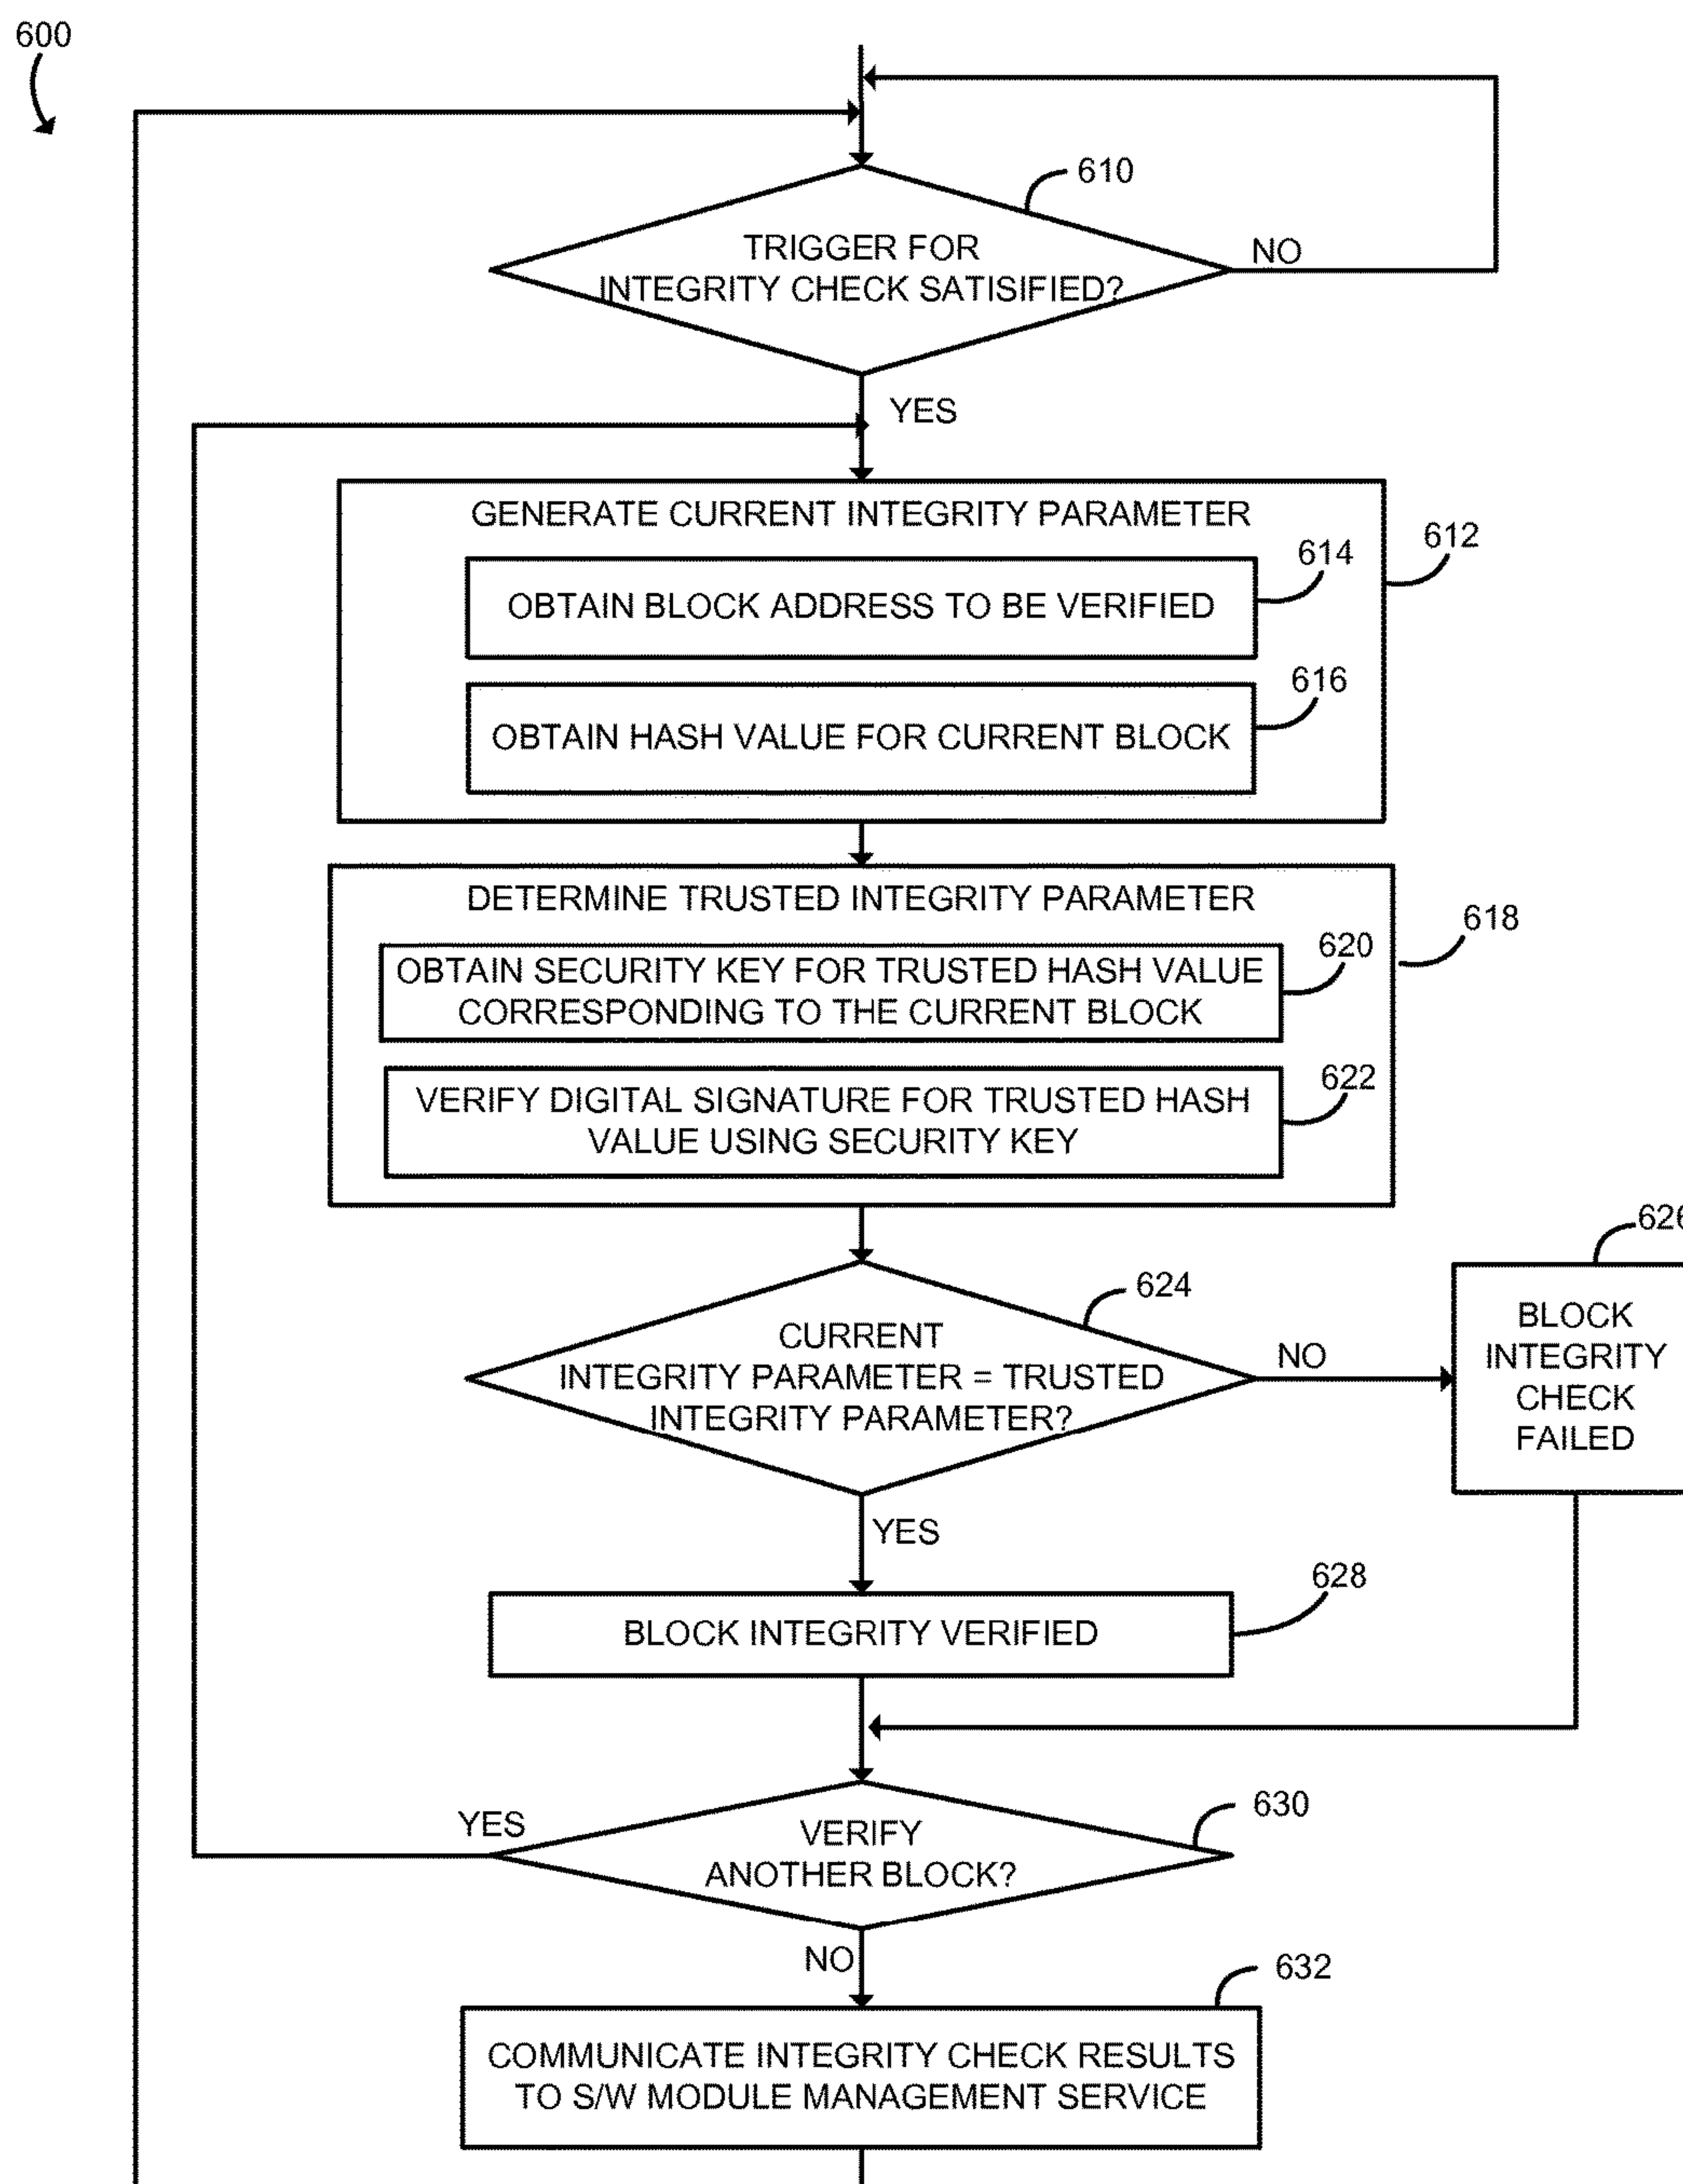 600
610
TRIGGER FOR
INTEGRITY CHECK SATISIFIED?
NO
YES
GENERATE CURRENT INTEGRITY PARAMETER
612
614
OBTAIN BLOCK ADDRESS TO BE VERIFIED
616
OBTAIN HASH VALUE FOR CURRENT BLOCK
DETERMINE TRUSTED INTEGRITY PARAMETER
618
620
OBTAIN SECURITY KEY FOR TRUSTED HASH VALUE
CORRESPONDING TO THE CURRENT BLOCK
622
VERIFY DIGITAL SIGNATURE FOR TRUSTED HASH
VALUE USING SECURITY KEY
626
624
CURRENT
INTEGRITY PARAMETER = TRUSTED
INTEGRITY PARAMETER?
NO
BLOCK
INTEGRITY
CHECK
FAILED
YES
628
BLOCK INTEGRITY VERIFIED
630
YES
VERIFY
ANOTHER BLOCK?
NO
632
COMMUNICATE INTEGRITY CHECK RESULTS
TO S/W MODULE MANAGEMENT SERVICE